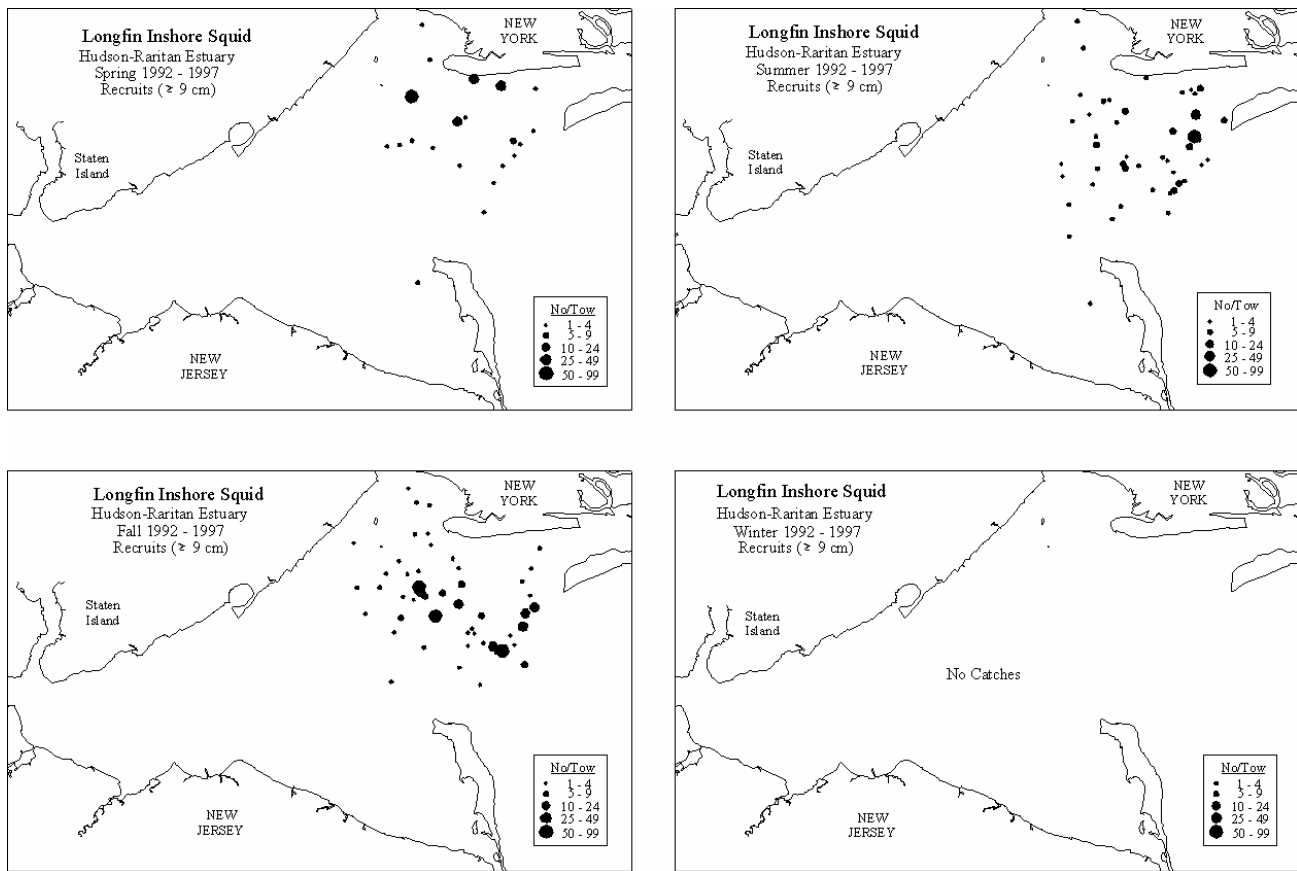 Longfin Inshore Squid
Hudson-Raritan Estuary
Spring 1992 - 1997
Recruits (≥ 9 cm)
NEW
YORK
Staten
Island
NEW
JERSEY
No/Tow
1 - 4
5 - 9
10 - 24
25 - 49
50 - 99
Longfin Inshore Squid
Hudson-Raritan Estuary
Summer 1992 - 1997
Recruits (≥ 9 cm)
NEW
YORK
Staten
Island
NEW
JERSEY
No/Tow
1 - 4
5 - 9
10 - 24
25 - 49
50 - 99
Longfin Inshore Squid
Hudson-Raritan Estuary
Fall 1992 - 1997
Recruits (≥ 9 cm)
NEW
YORK
Staten
Island
NEW
JERSEY
No/Tow
1 - 4
5 - 9
10 - 24
25 - 49
50 - 99
Longfin Inshore Squid
Hudson-Raritan Estuary
Winter 1992 - 1997
Recruits (≥ 9 cm)
NEW
YORK
Staten
Island
No Catches
NEW
JERSEY
No/Tow
1 - 4
5 - 9
10 - 24
25 - 49
50 - 99